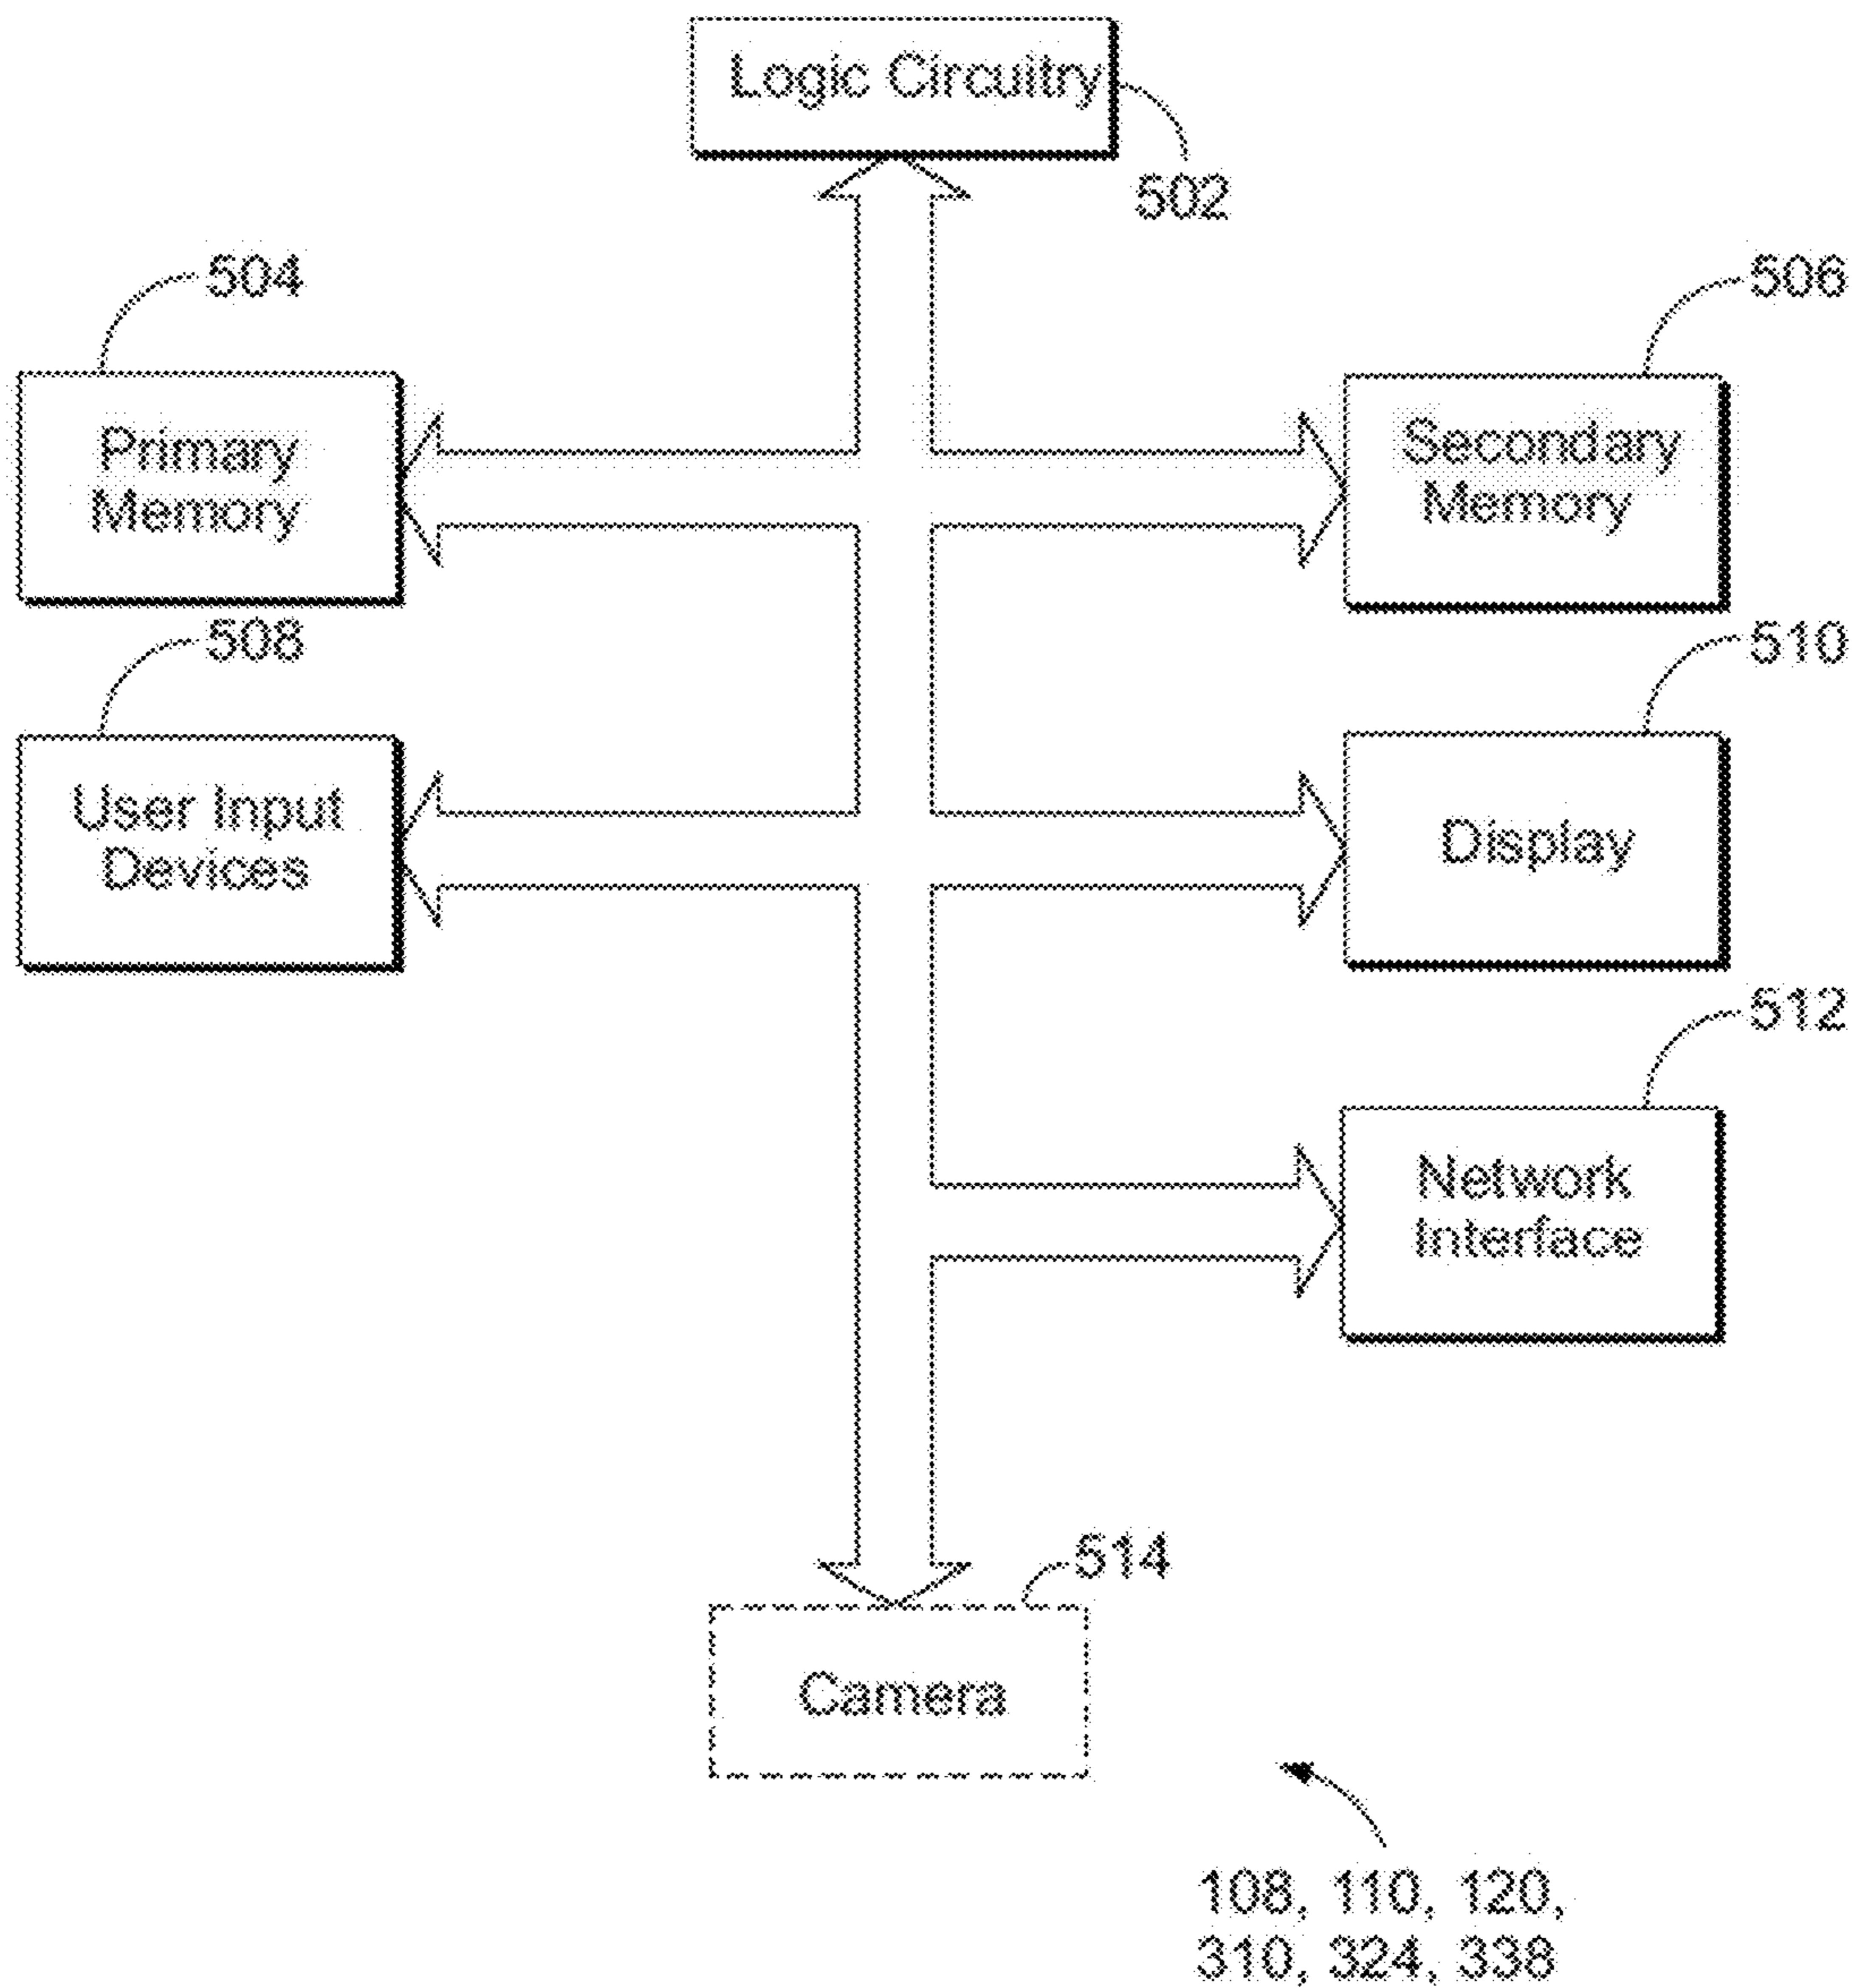 Logic Circuitry
502
504
506
Primary
Memory
Secondary
Memory
508
510
User Input
Devices
Display
512
Network
Interface
514
Camera
108, 110, 120,
310, 324, 338